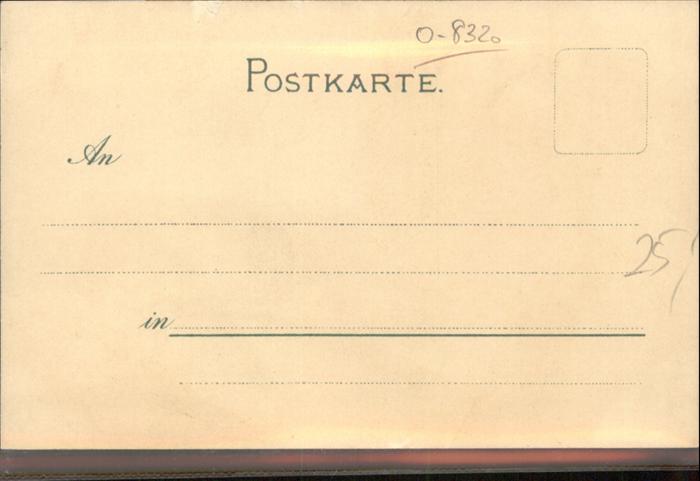 O-8320
POSTKARTE.
An
25,
in